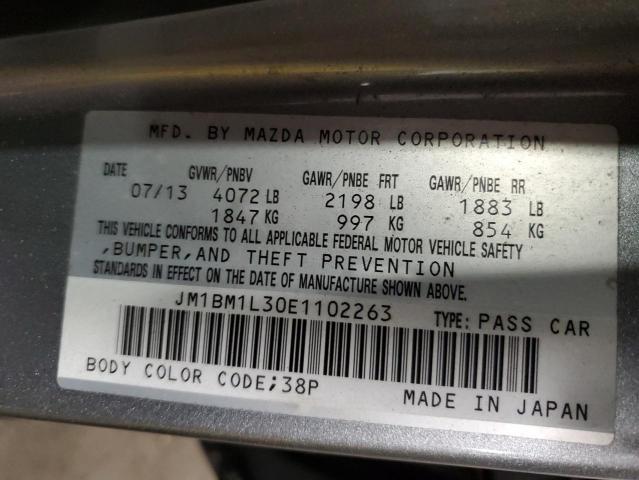 MFD. BY MAZDA MOTOR CORPORATION
DATE GVWR/PNBV GAWR/PNBE FRT GAWR/PNBE RR
07/13 4072 LB 2198 LB 1883 LB
1847 KG 997 KG 854 KG
THIS VEHICLE CONFORMS TO ALL APPLICABLE FEDERAL MOTOR VEHICLE SAFETY
,BUMPER,AND THEFT PREVENTION
STANDARDS IN EFFECT ON THE DATE OF MANUFACTURE SHOWN ABOVE.
JM1BM1L30E1102263 TYPE: PASS CAR
BODY COLOR CODE;38P MADE IN JAPAN